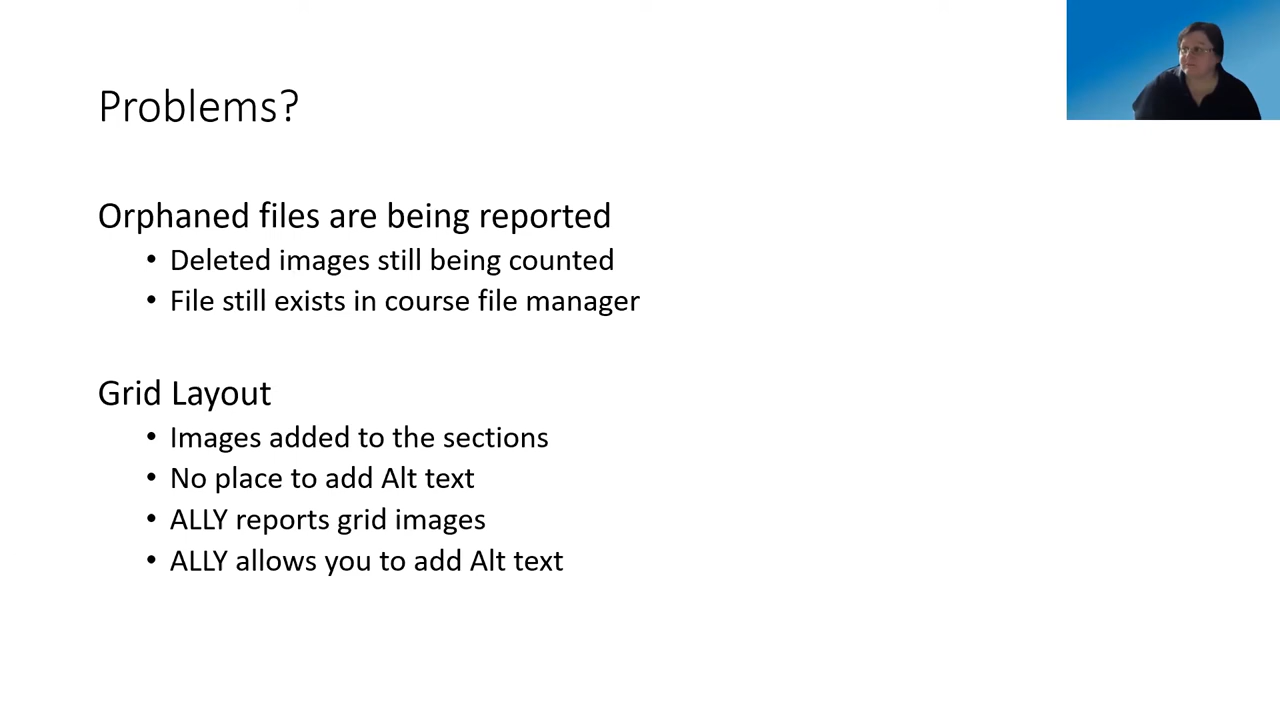 Problems?
Orphaned files are being reported
• Deleted images still being counted
• File still exists in course file manager
Grid Layout
• Images added to the sections
• No place to add Alt text
• ALLY reports grid images
• ALLY allows you to add Alt text